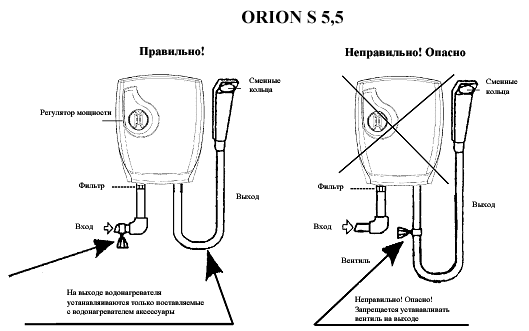 ORION S 5,5
Правильно!
Сменные
кольца
Регулятор мощности
Фильтр
Выход
Вход
На выходе водонагревателя
устанавливаются только поставляемые
с водонагревателем аксессуары
Неправильно! Опасно
Сменные
кольца
Фильтр
Выход
Вход
Вентиль
Неправильно! Опасно!
Запрещается устанавливать
вентиль на выходе